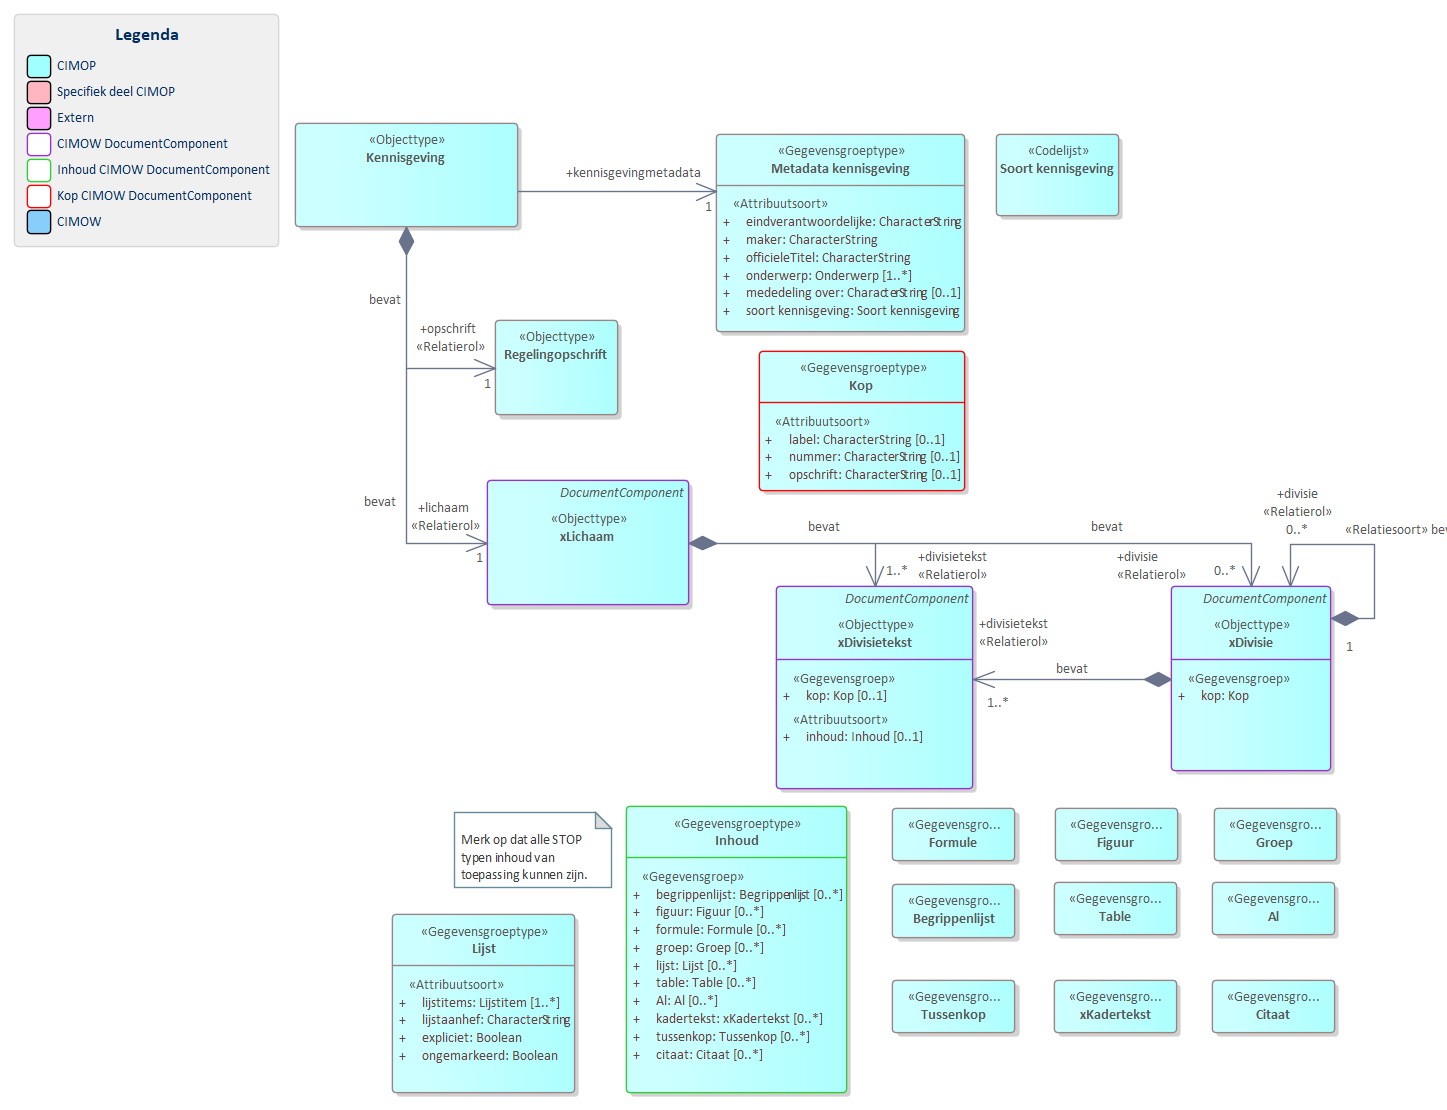 Legenda
CIMOP
Specifiek deel CIMOP
Extern
CIMOW DocumentComponent
Inhoud CIMOW DocumentComponent
Kop CIMOW DocumentComponent
CIMOW
«Objecttype»
Kennisgeving
+kennisgevingmetadata
1
«Gegevensgroeptype»
Metadata kennisgeving
«Attribuutsoort»
+ eindverantwoordelijke: CharacterString
+ maker: CharacterString
+ officieleTitel: CharacterString
+ onderwerp: Onderwerp [1..*]
+ mededeling over: CharacterString [0..1]
+ soort kennisgeving: Soort kennisgeving
«Codelijst»
Soort kennisgeving
bevat
+opschrift
«Relatierol»
1
«Objecttype»
Regelingopschrift
«Gegevensgroeptype»
Kop
«Attribuutsoort»
+ label: CharacterString [0..1]
+ nummer: CharacterString [0..1]
+ opschrift: CharacterString [0..1]
bevat
+lichaam
«Relatierol»
1
DocumentComponent
«Objecttype»
xLichaam
bevat
+divisietekst
«Relatierol»
1..*
bevat
+divisie
«Relatierol»
0..*
+divisie
«Relatierol»
0..*
«Relatiesoort» bev
1
DocumentComponent
«Objecttype»
xDivisietekst
«Gegevensgroep»
+ kop: Kop [0..1]
«Attribuutsoort»
+ inhoud: Inhoud [0..1]
+divisietekst
«Relatierol»
bevat
1..*
DocumentComponent
«Objecttype»
xDivisie
«Gegevensgroep»
+ kop: Kop
Merk op dat alle STOP
typen inhoud van
toepassing kunnen zijn.
«Gegevensgroeptype»
Lijst
«Attribuutsoort»
+ lijstitems: Lijstitem [1..*]
+ lijstaanhef: CharacterString
+ expliciet: Boolean
+ ongemarkeerd: Boolean
«Gegevensgroeptype»
Inhoud
«Gegevensgroep»
+ begrippenlijst: Begrippenlijst [0..*]
+ figuur: Figuur [0..*]
+ formule: Formule [0..*]
+ groep: Groep [0..*]
+ lijst: Lijst [0..*]
+ table: Table [0..*]
+ Al: Al [0..*]
+ kadertekst: xKadertekst [0..*]
+ tussenkop: Tussenkop [0..*]
+ citaat: Citaat [0..*]
«Gegevensgro...
Formule
«Gegevensgro...
Figuur
«Gegevensgro...
Groep
«Gegevensgro...
Begrippenlijst
«Gegevensgro...
Table
«Gegevensgro...
Al
«Gegevensgro...
Tussenkop
«Gegevensgro...
xKadertekst
«Gegevensgro...
Citaat